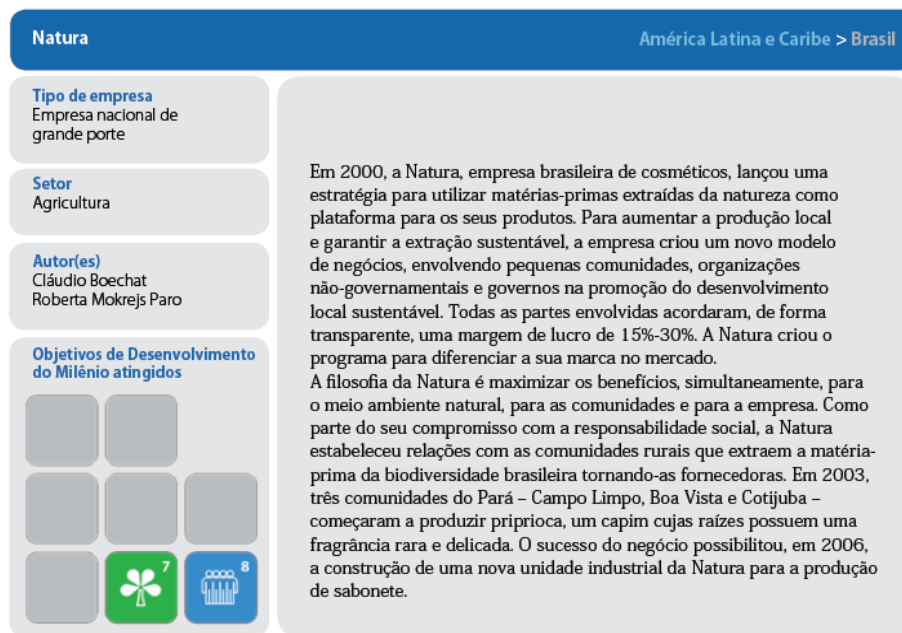 Natura
América Latina e Caribe > Brasil
Tipo de empresa
Empresa nacional de
grande porte
Setor
Agricultura
Autor(es)
Cláudio Boechat
Roberta Mokrejs Paro
Objetivos de Desenvolvimento
do Milênio atingidos
7
8
Em 2000, a Natura, empresa brasileira de cosméticos, lançou uma
estratégia para utilizar matérias-primas extraídas da natureza como
plataforma para os seus produtos. Para aumentar a produção local
e garantir a extração sustentável, a empresa criou um novo modelo
de negócios, envolvendo pequenas comunidades, organizações
não-governamentais e governos na promoção do desenvolvimento
local sustentável. Todas as partes envolvidas acordaram, de forma
transparente, uma margem de lucro de 15%-30%. A Natura criou o
programa para diferenciar a sua marca no mercado.
A filosofia da Natura é maximizar os benefícios, simultaneamente, para
o meio ambiente natural, para as comunidades e para a empresa. Como
parte do seu compromisso com a responsabilidade social, a Natura
estabeleceu relações com as comunidades rurais que extraem a matéria-
prima da biodiversidade brasileira tornando-as fornecedoras. Em 2003,
três comunidades do Pará – Campo Limpo, Boa Vista e Cotijuba –
começaram a produzir priprioca, um capim cujas raízes possuem uma
fragrância rara e delicada. O sucesso do negócio possibilitou, em 2006,
a construção de uma nova unidade industrial da Natura para a produção
de sabonete.